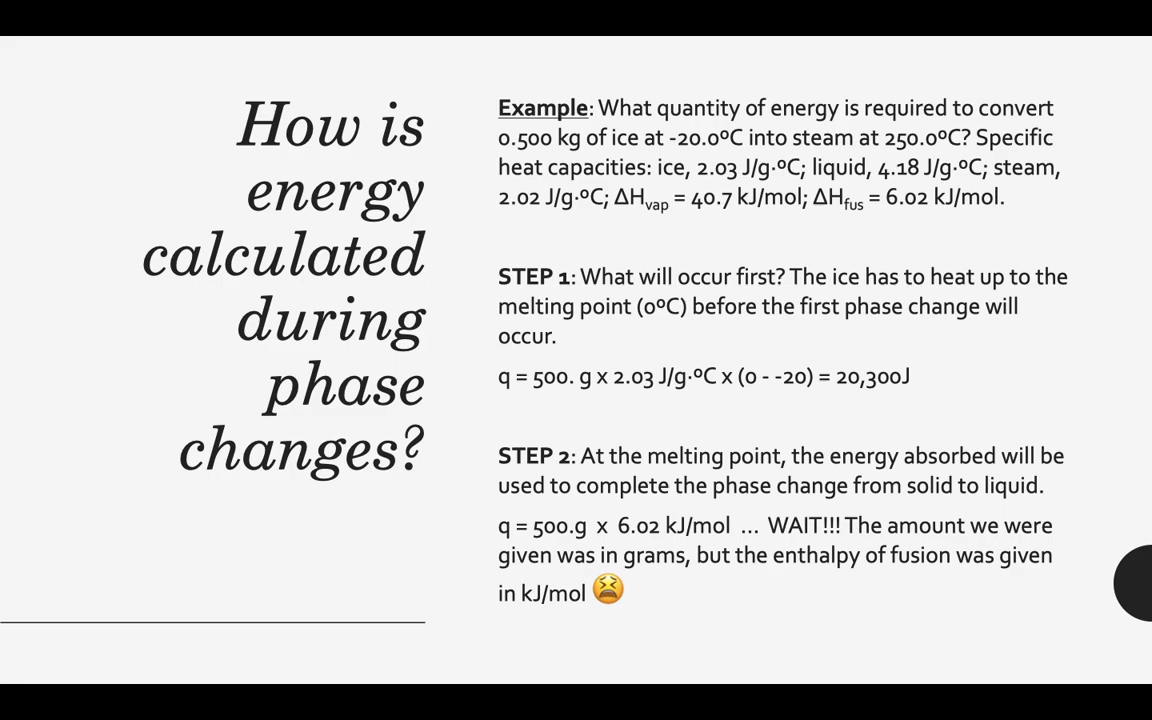 How is
energy
calculated
during
phase
changes?
Example: What quantity of energy is required to convert
0.500 kg of ice at -20.0ºC into steam at 250.0ºC? Specific
heat capacities: ice, 2.03 J/g·ºC; liquid, 4.18 J/g·ºC; steam,
2.02 J/g·ºC; ΔHvap = 40.7 kJ/mol; ΔHfus = 6.02 kJ/mol.
STEP 1: What will occur first? The ice has to heat up to the
melting point (0ºC) before the first phase change will
occur.
q = 500. g x 2.03 J/g·ºC x (0 - -20) = 20,300J
STEP 2: At the melting point, the energy absorbed will be
used to complete the phase change from solid to liquid.
q = 500.g x 6.02 kJ/mol ... WAIT!!! The amount we were
given was in grams, but the enthalpy of fusion was given
in kJ/mol 😫